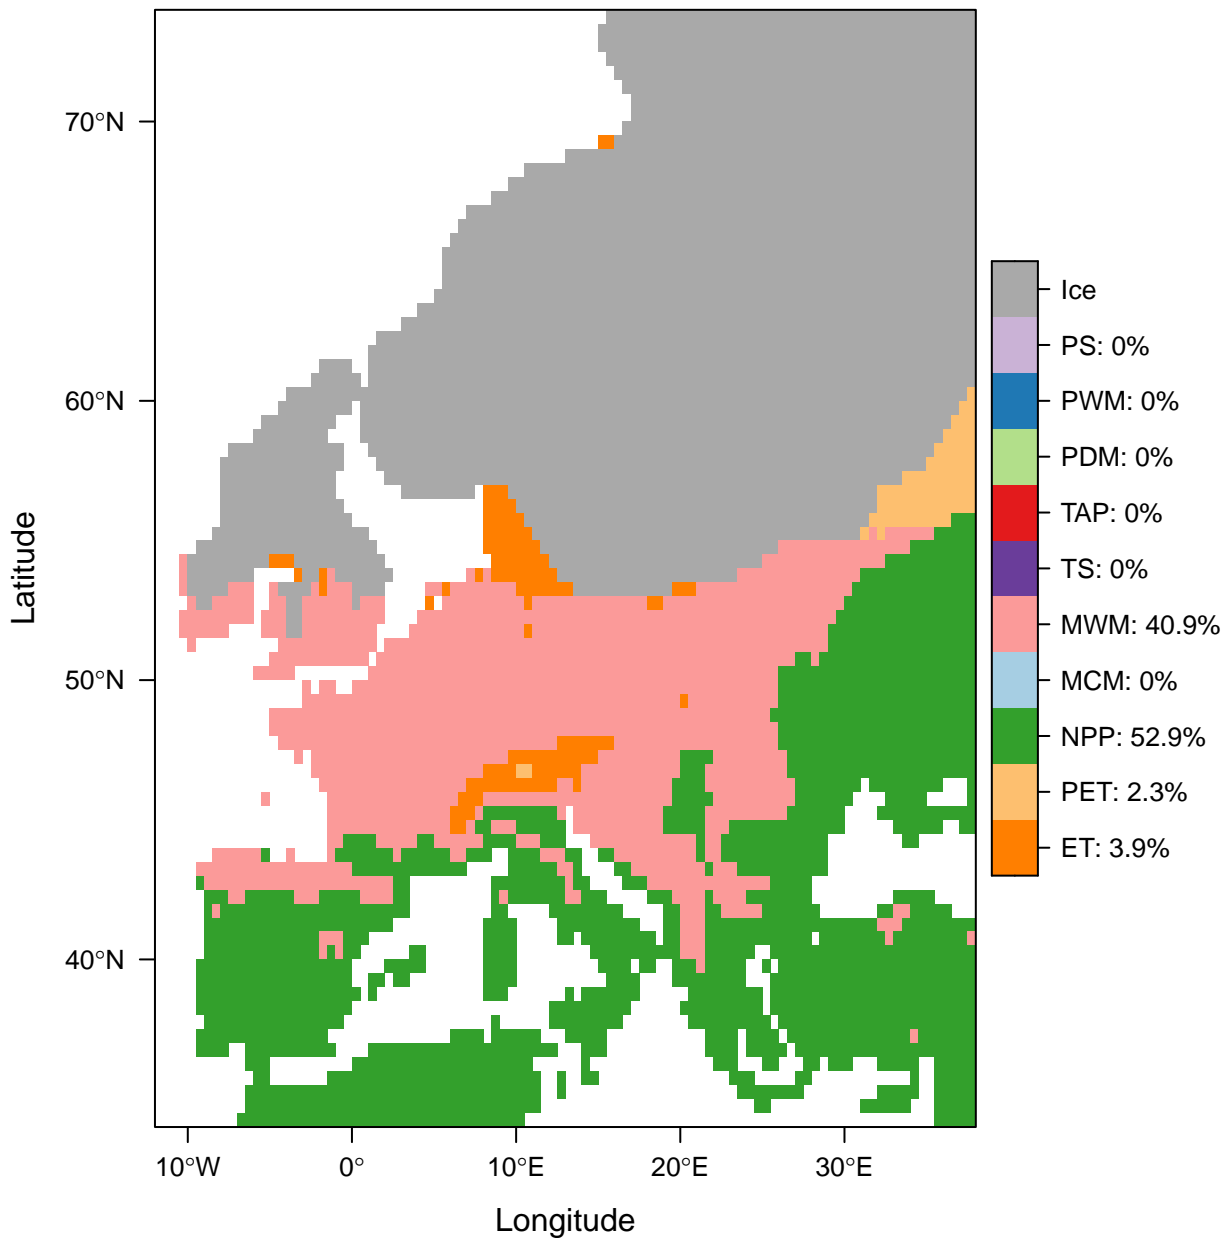 70°N
60°N
50°N
40°N
Latitude
10°W
0°
10°E
20°E
30°E
Longitude
Ice
PS: 0%
PWM: 0%
PDM: 0%
TAP: 0%
TS: 0%
MWM: 40.9%
MCM: 0%
NPP: 52.9%
PET: 2.3%
ET: 3.9%